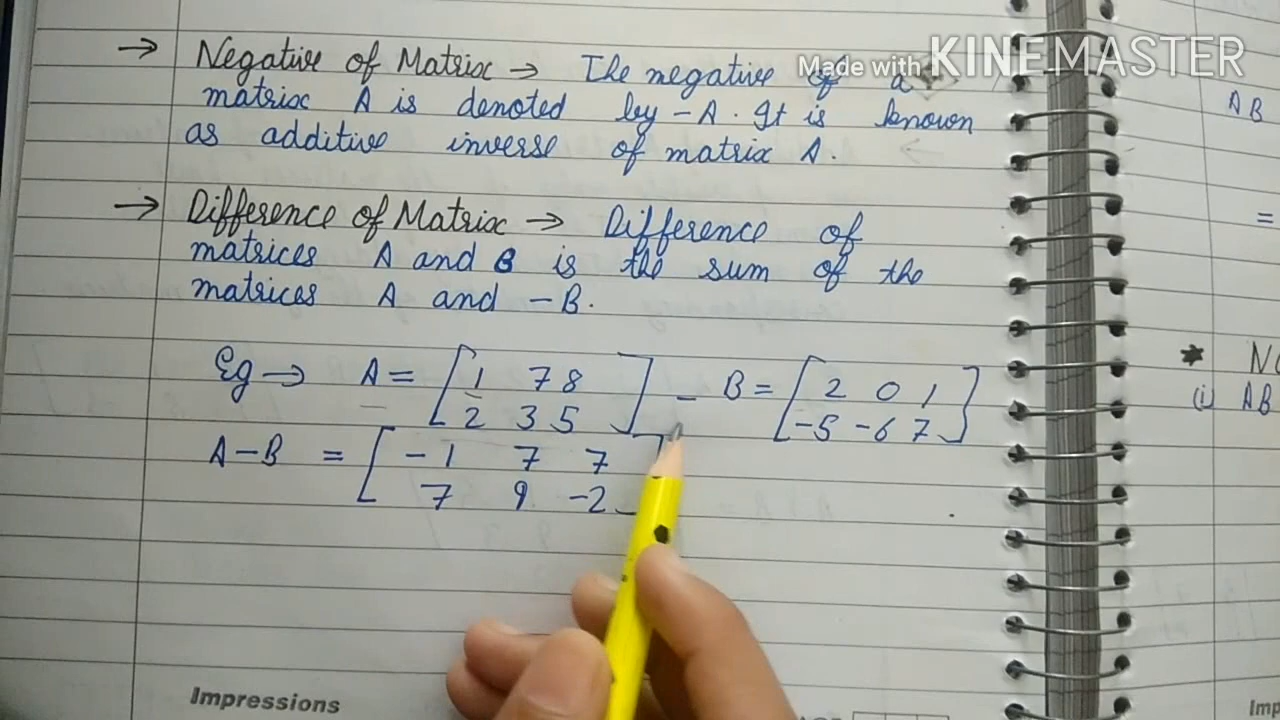 Made with KINEMASTER
→ Negative of Matrix → The negative of a
matrix A is denoted by -A. It is known
as additive inverse of matrix A.
→ Difference of Matrix → Difference of
matrices A and B is the sum of the
matrices A and -B.
Eg → A = [ 1 7 8 ] - B = [ 2 0 1 ]
2 3 5 -5 -6 7
A-B = [ -1 7 7 ]
7 9 -2
AB
=
* NO
(i) AB
Impressions
Imp